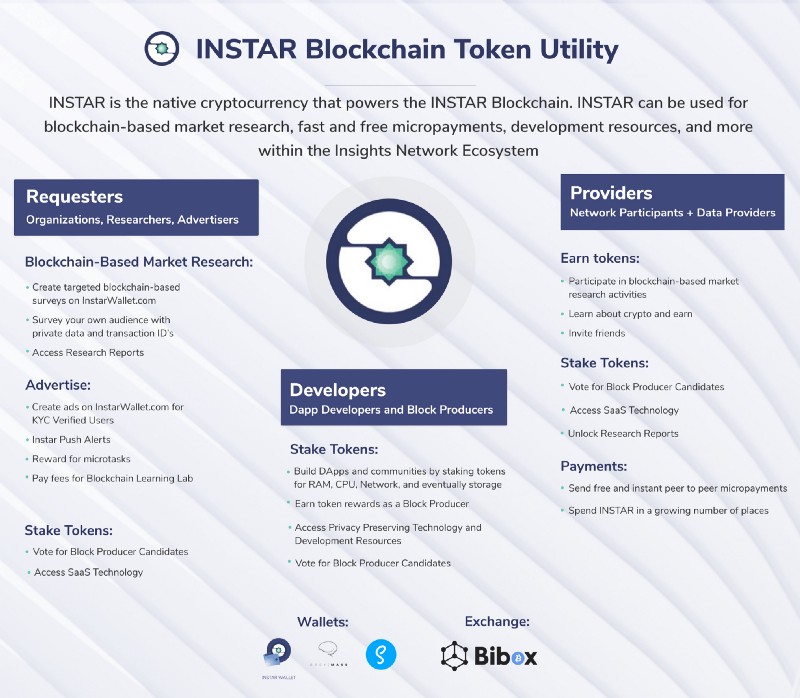 INSTAR Blockchain Token Utility
INSTAR is the native cryptocurrency that powers the INSTAR Blockchain. INSTAR can be used for
blockchain-based market research, fast and free micropayments, development resources, and more
within the Insights Network Ecosystem
Requesters
Organizations, Researchers, Advertisers
Blockchain-Based Market Research:
• Create targeted blockchain-based
surveys on InstarWallet.com
• Survey your own audience with
private data and transaction ID's
• Access Research Reports
Advertise:
• Create ads on InstarWallet.com for
KYC Verified Users
• Instar Push Alerts
• Reward for microtasks
• Pay fees for Blockchain Learning Lab
Stake Tokens:
• Vote for Block Producer Candidates
• Access SaaS Technology
Developers
Dapp Developers and Block Producers
Stake Tokens:
• Build DApps and communities by staking tokens
for RAM, CPU, Network, and eventually storage
• Earn token rewards as a Block Producer
• Access Privacy Preserving Technology and
Development Resources
• Vote for Block Producer Candidates
Providers
Network Participants + Data Providers
Earn tokens:
• Participate in blockchain-based market
research activities
• Learn about crypto and earn
• Invite friends
Stake Tokens:
• Vote for Block Producer Candidates
• Access SaaS Technology
• Unlock Research Reports
Payments:
• Send free and instant peer to peer micropayments
• Spend INSTAR in a growing number of places
Wallets:
INSTAR WALLET
Exchange:
Bibox